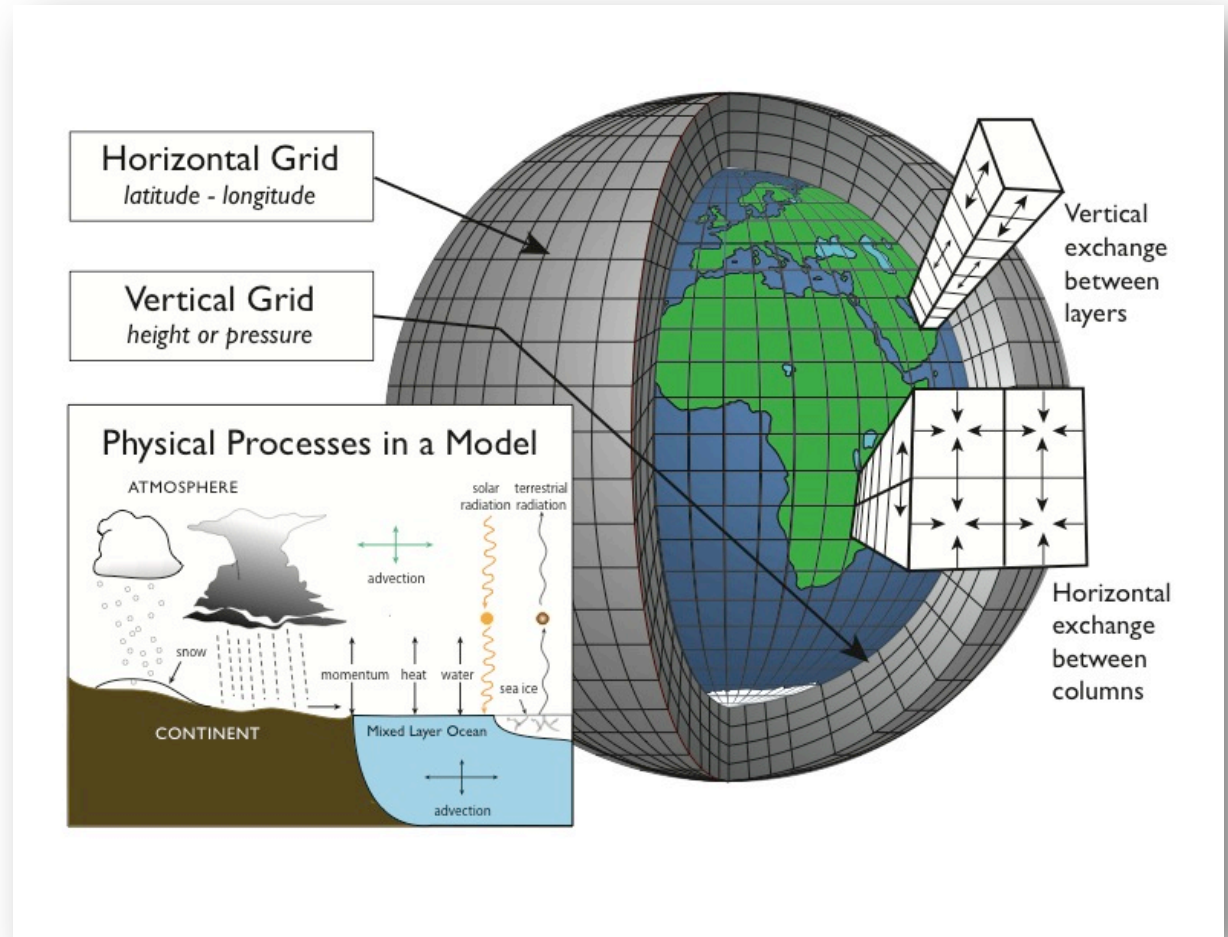 Horizontal Grid
latitude - longitude
Vertical Grid
height or pressure
Vertical
exchange
between
layers
Horizontal
exchange
between
columns
Physical Processes in a Model
ATMOSPHERE
solar
radiation
terrestrial
radiation
advection
snow
momentum
heat
water
sea ice
CONTINENT
Mixed Layer Ocean
advection